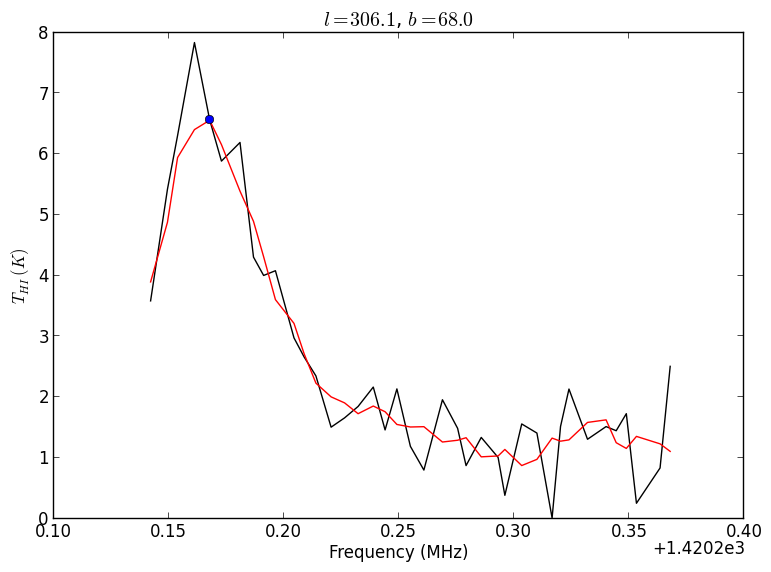 l = 306.1, b = 68.0
8
7
6
5
4
3
2
1
0
T_HI (K)
0.10 0.15 0.20 0.25 0.30 0.35 0.40
+1.4202e3
Frequency (MHz)